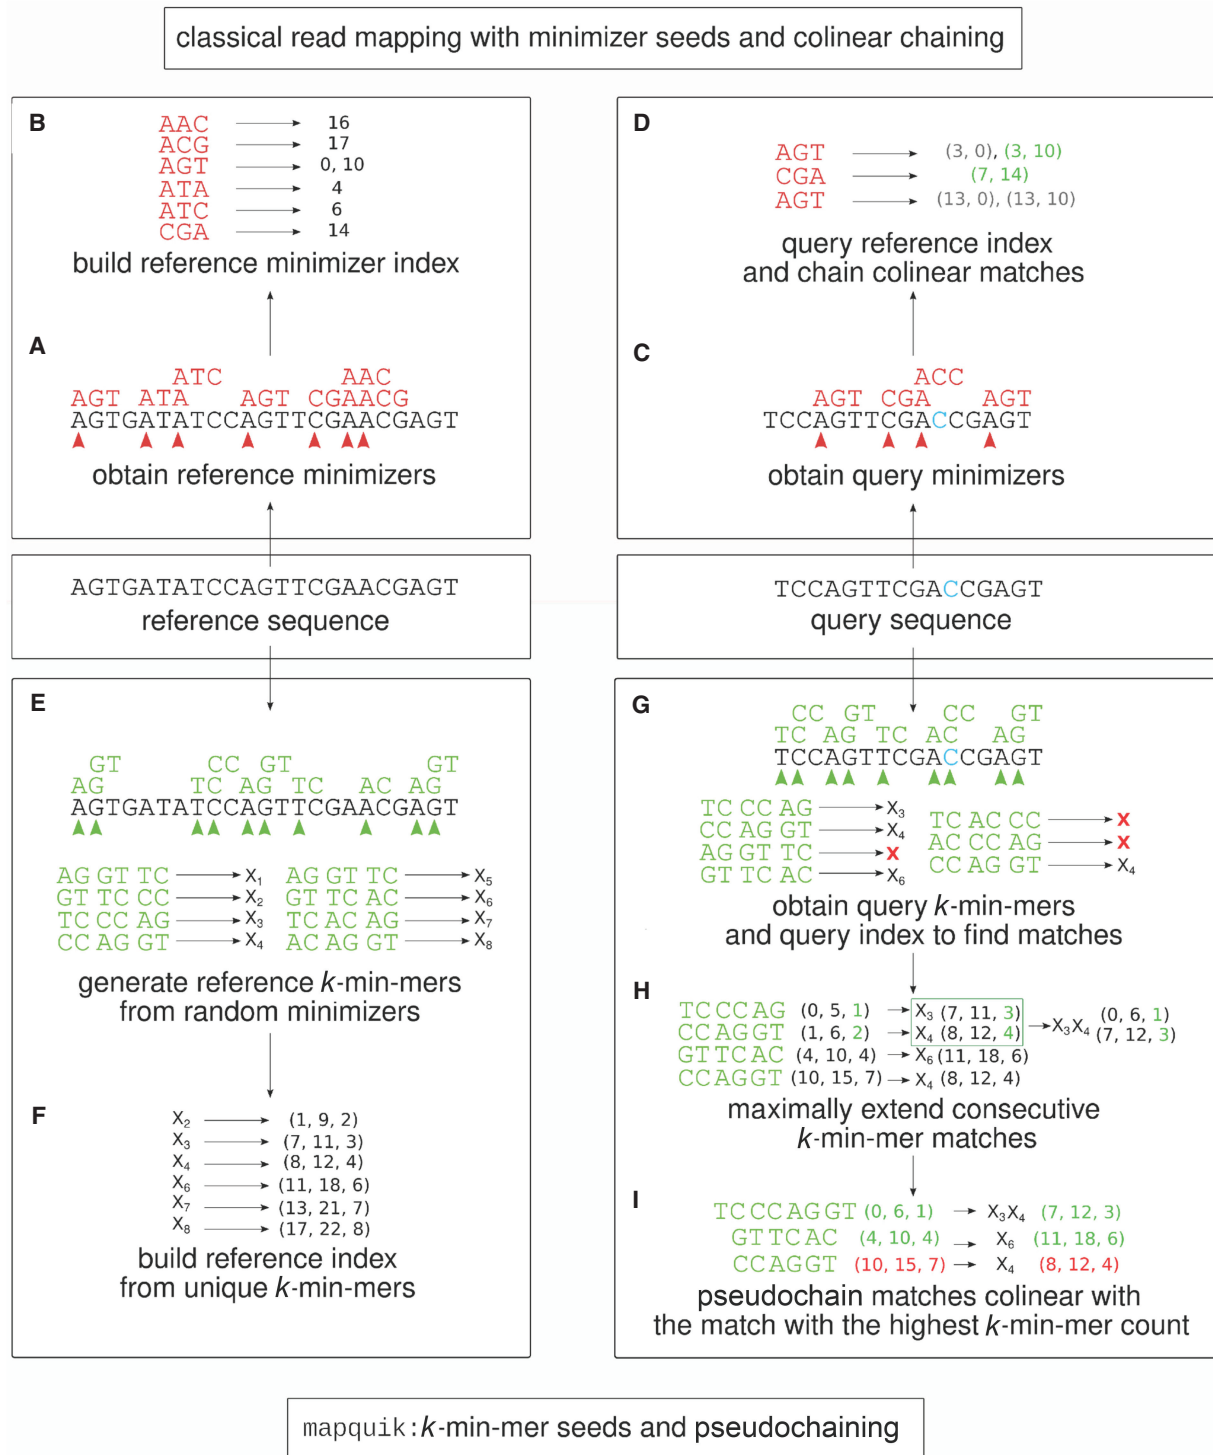 classical read mapping with minimizer seeds and colinear chaining
B
AAC 16
ACG 17
AGT 0, 10
ATA 4
ATC 6
CGA 14
build reference minimizer index
A
ATC AAC
AGT ATA AGT CGAACG
AGTGATATCCAGTTCGAACGAGT
obtain reference minimizers
D
AGT (3, 0), (3, 10)
CGA (7, 14)
AGT (13, 0), (13, 10)
query reference index
and chain colinear matches
C
ACC
AGT CGA AGT
TCCAGTTCGACCGAGT
obtain query minimizers
AGTGATATCCAGTTCGAACGAGT
reference sequence
TCCAGTTCGACCGAGT
query sequence
E
GT CC GT GT
AG TC AG TC AC AG
AGTGATATCCAGTTCGAACGAGT
AG GT TC X1 AG GT TC X5
GT TC CC X2 GT TC AC X6
TC CC AG X3 TC AC AG X7
CC AG GT X4 AC AG GT X8
generate reference k-min-mers
from random minimizers
F
X2 (1, 9, 2)
X3 (7, 11, 3)
X4 (8, 12, 4)
X6 (11, 18, 6)
X7 (13, 21, 7)
X8 (17, 22, 8)
build reference index
from unique k-min-mers
G
CC GT CC GT
TC AG TC AC AG
TCCAGTTCGACCGAGT
TC CC AG X3
CC AG GT X4
AG GT TC X
GT TC AC X6
TC AC CC X
AC CC AG X
CC AG GT X4
obtain query k-min-mers
and query index to find matches
H
TC CC AG (0, 5, 1) X3 (7, 11, 3)
CC AG GT (1, 6, 2) X4 (8, 12, 4)
X3X4 (0, 6, 1)
(7, 12, 3)
GT TC AC (4, 10, 4) X6 (11, 18, 6)
CC AG GT (10, 15, 7) X4 (8, 12, 4)
maximally extend consecutive
k-min-mer matches
I
TC CC AG GT (0, 6, 1) X3X4 (7, 12, 3)
GT TC AC (4, 10, 4) X6 (11, 18, 6)
CC AG GT (10, 15, 7) X4 (8, 12, 4)
pseudochain matches colinear with
the match with the highest k-min-mer count
mapquik: k-min-mer seeds and pseudochaining